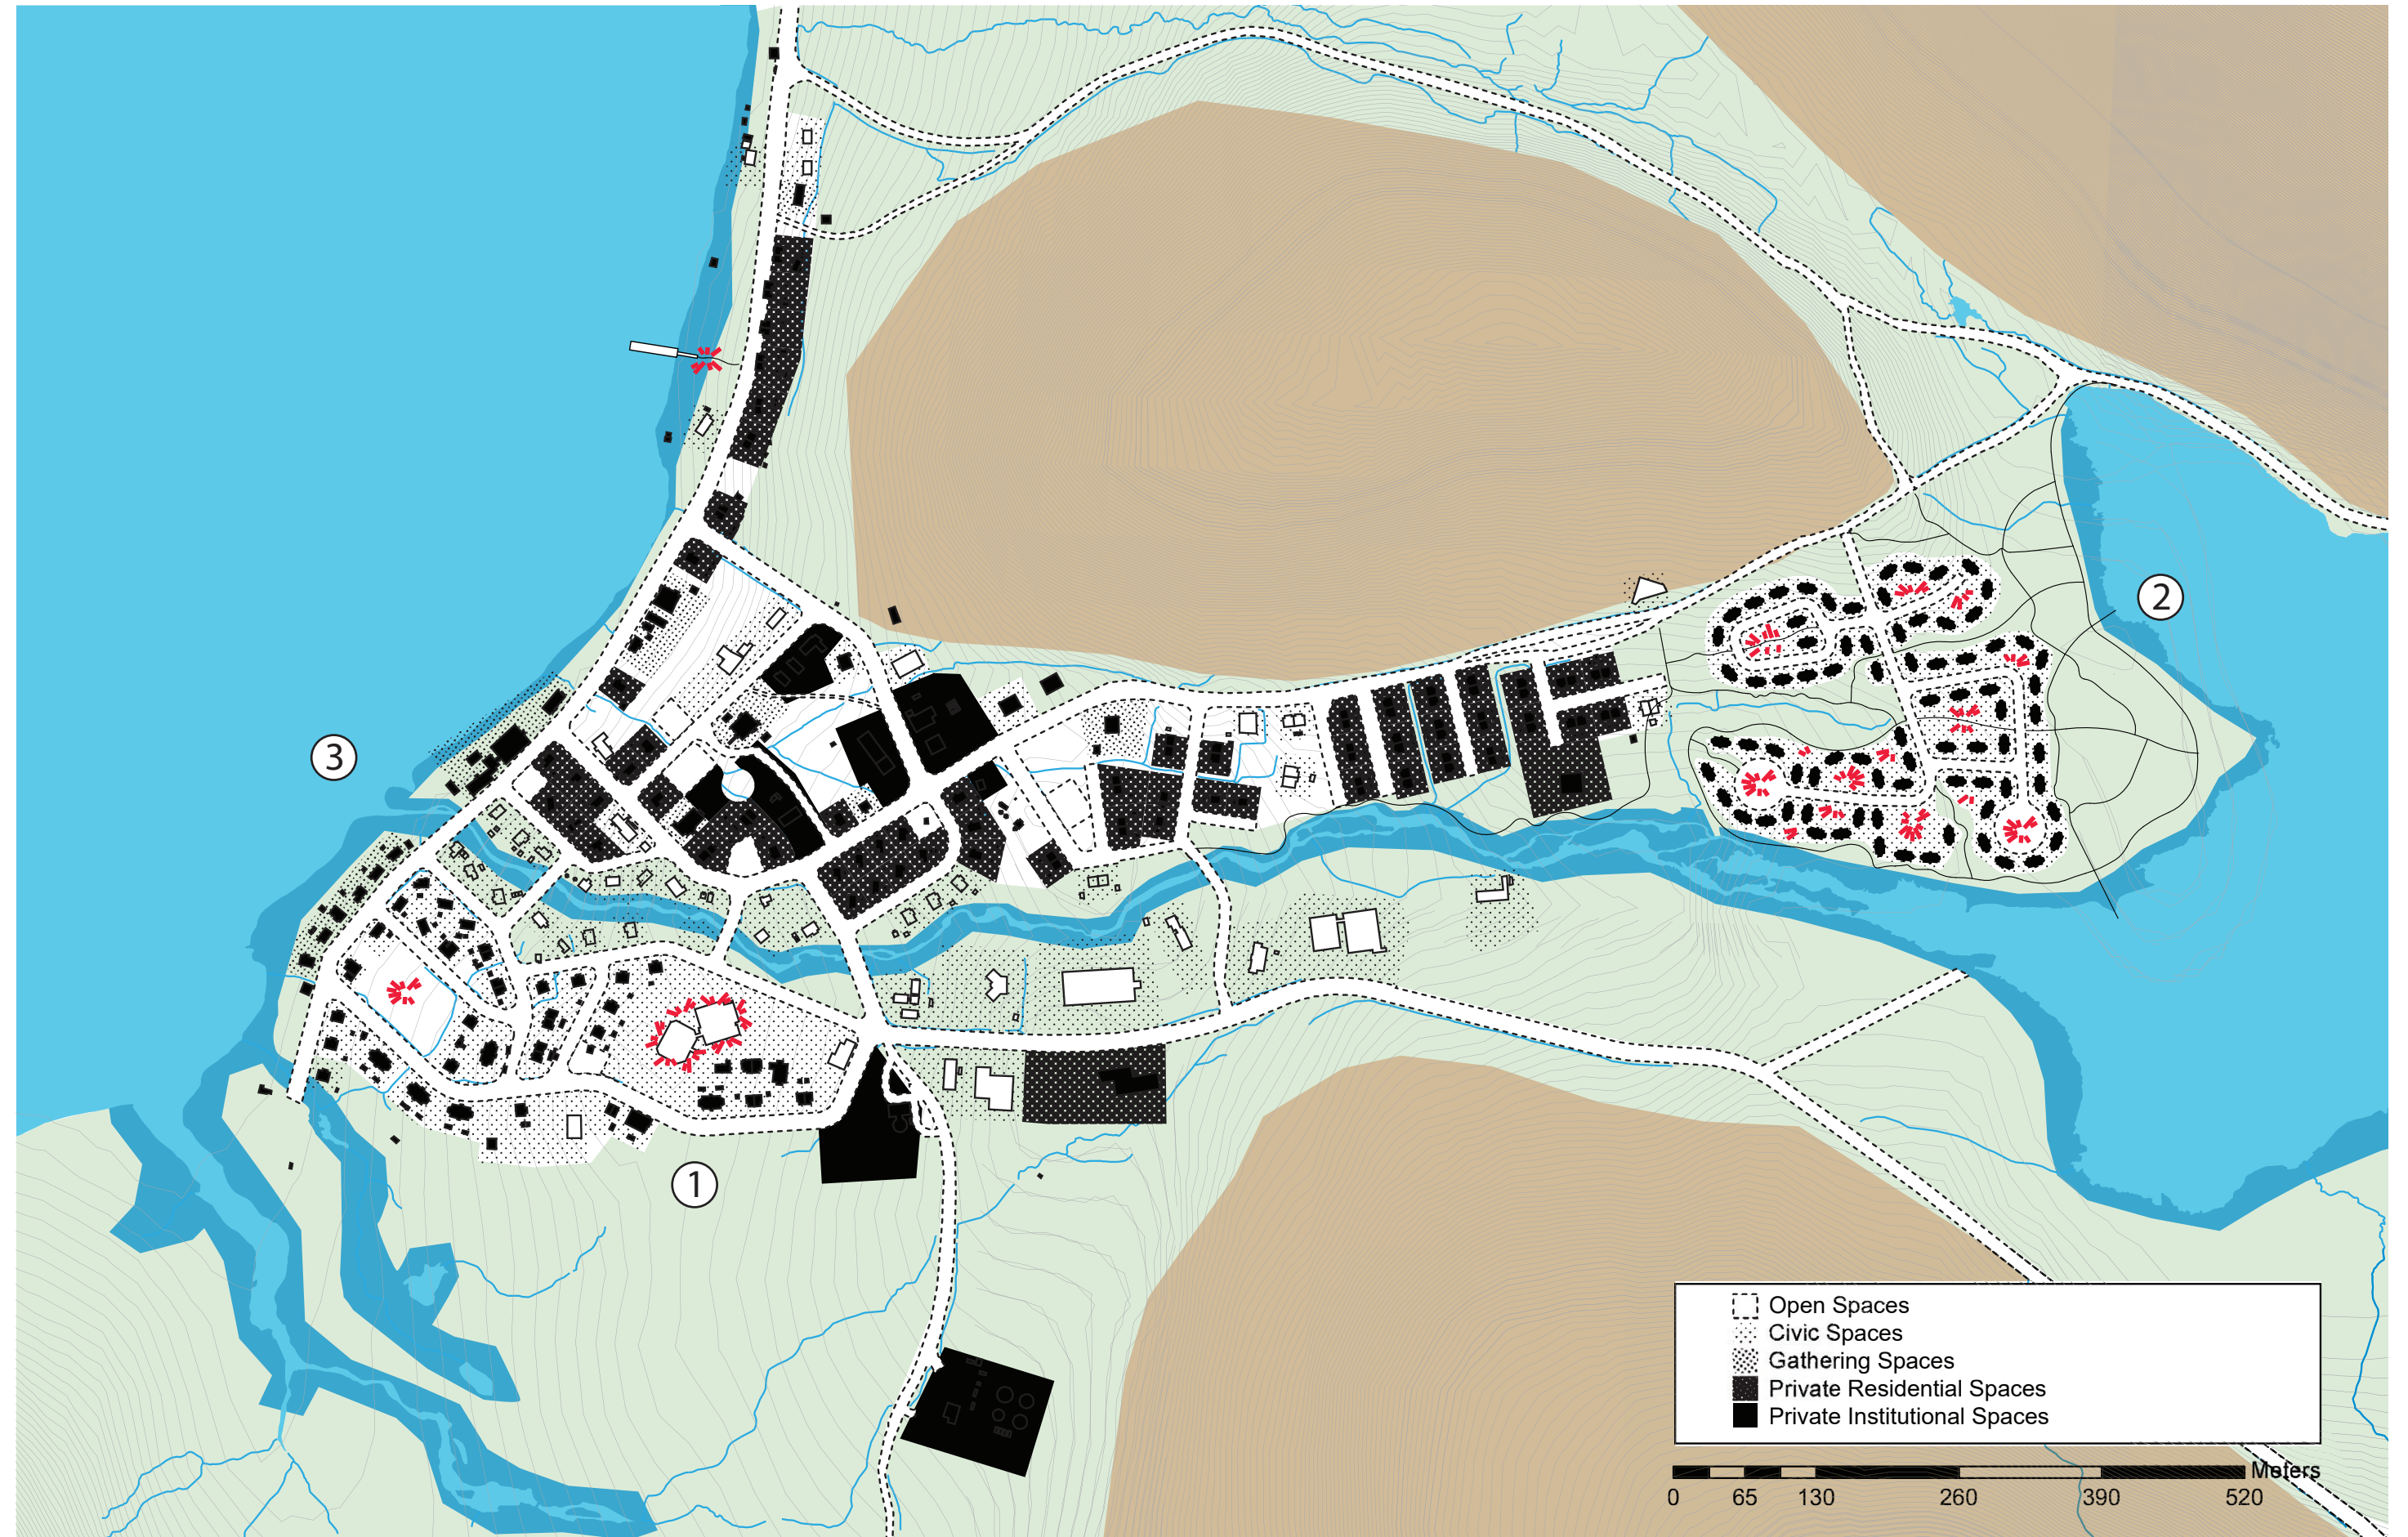 2
3
1
Open Spaces
Civic Spaces
Gathering Spaces
Private Residential Spaces
Private Institutional Spaces
Meters
0 65 130 260 390 520